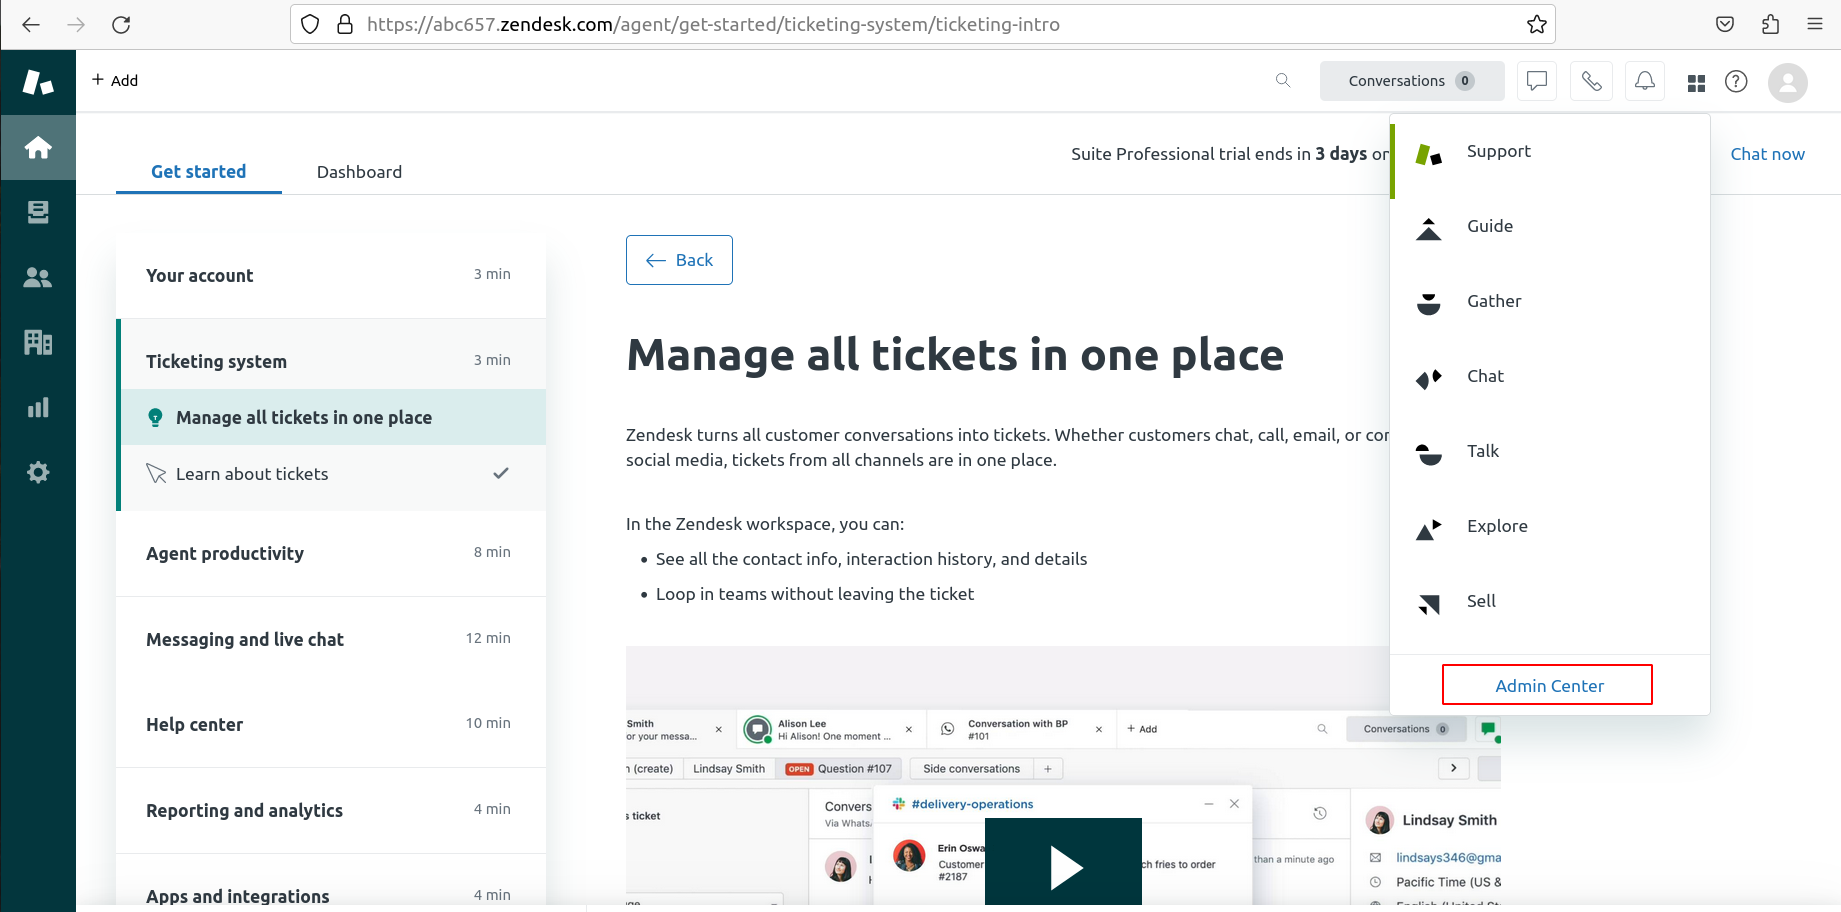 https://abc657.zendesk.com/agent/get-started/ticketing-system/ticketing-intro
+ Add
Conversations 0
Get started
Dashboard
Suite Professional trial ends in 3 days or
Chat now
Support
Guide
Gather
Chat
Talk
Explore
Sell
Admin Center
Your account 3 min
Ticketing system 3 min
Manage all tickets in one place
Learn about tickets
Agent productivity 8 min
Messaging and live chat 12 min
Help center 10 min
Reporting and analytics 4 min
Apps and integrations 4 min
Back
Manage all tickets in one place
Zendesk turns all customer conversations into tickets. Whether customers chat, call, email, or
social media, tickets from all channels are in one place.
In the Zendesk workspace, you can:
• See all the contact info, interaction history, and details
• Loop in teams without leaving the ticket
Smith
or your messa...
Alison Lee
Hi Alison! One moment ...
Conversation with BP
#101
+ Add
Conversations 0
(create)
Lindsay Smith
OPEN Question #107
Side conversations
+
ticket
Convers
Via Whats
#delivery-operations
Erin Oswa
Customer
#2187
fries to order
than a minute ago
Lindsay Smith
lindsays346@gma
Pacific Time (US &
English (United